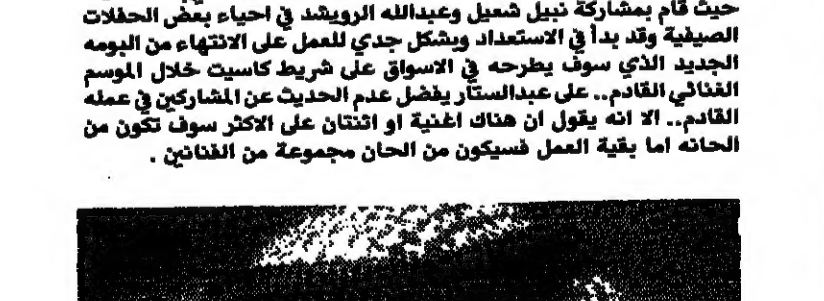 حيث قام بمشاركة نبيل شعيل وعبدالله الرويشد في احياء بعض الحفلات
الصيفية وقد بدأ في الاستعداد وبشكل جدي للعمل على الانتهاء من البومه
الجديد الذي سوف يطرحه في الاسواق على شريط كاسيت خلال الموسم
الغنائي القادم.. على عبدالستار يفضل عدم الحديث عن المشاركين في عمله
القادم.. الا انه يقول ان هناك اغنية او اثنتان على الاكثر سوف تكون من
الحانه اما بقية العمل فسيكون من الحان مجموعة من الفنانين .